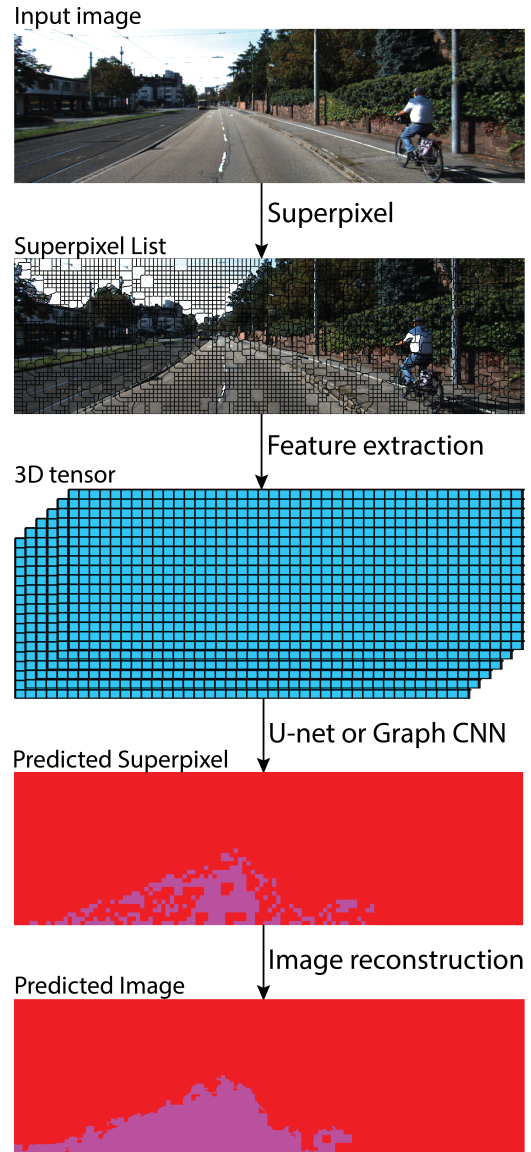 Input image
Superpixel
Superpixel List
Feature extraction
3D tensor
U-net or Graph CNN
Predicted Superpixel
Image reconstruction
Predicted Image